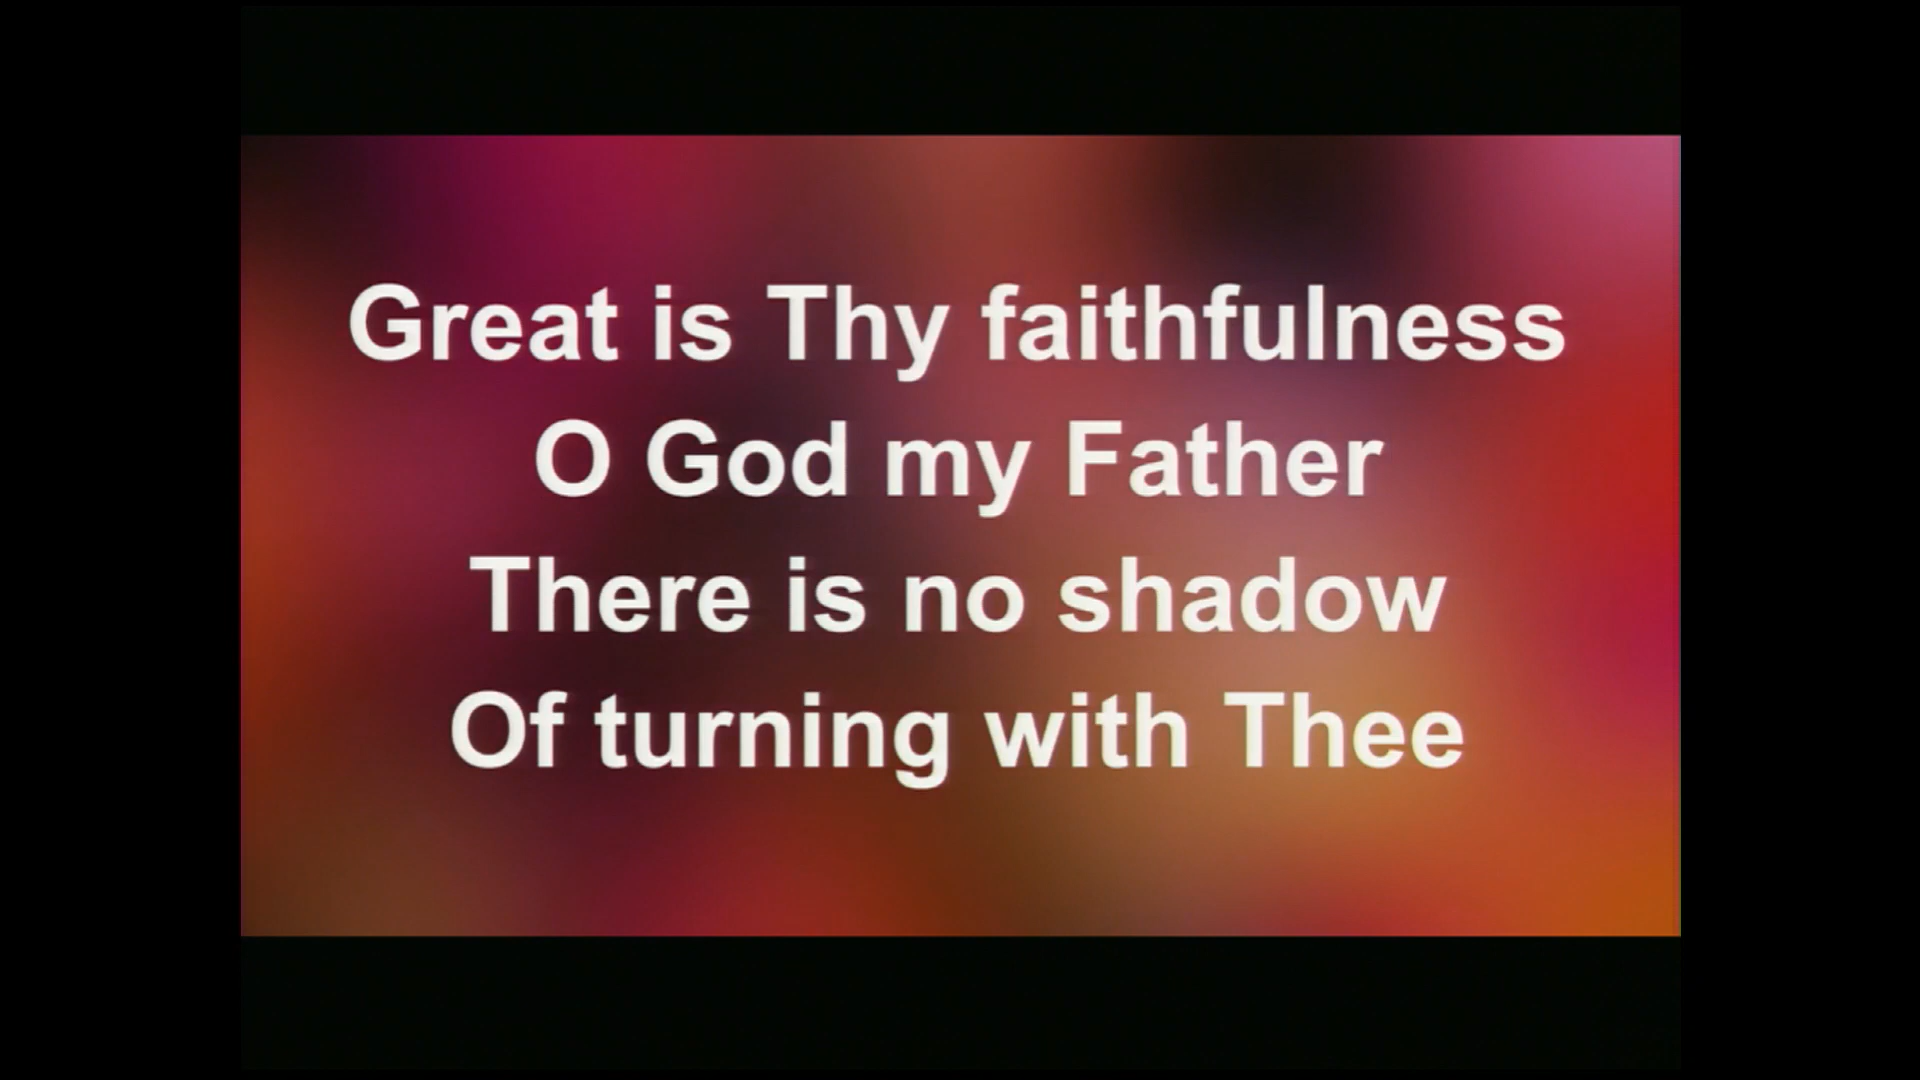 Great is Thy faithfulness
O God my Father
There is no shadow
Of turning with Thee